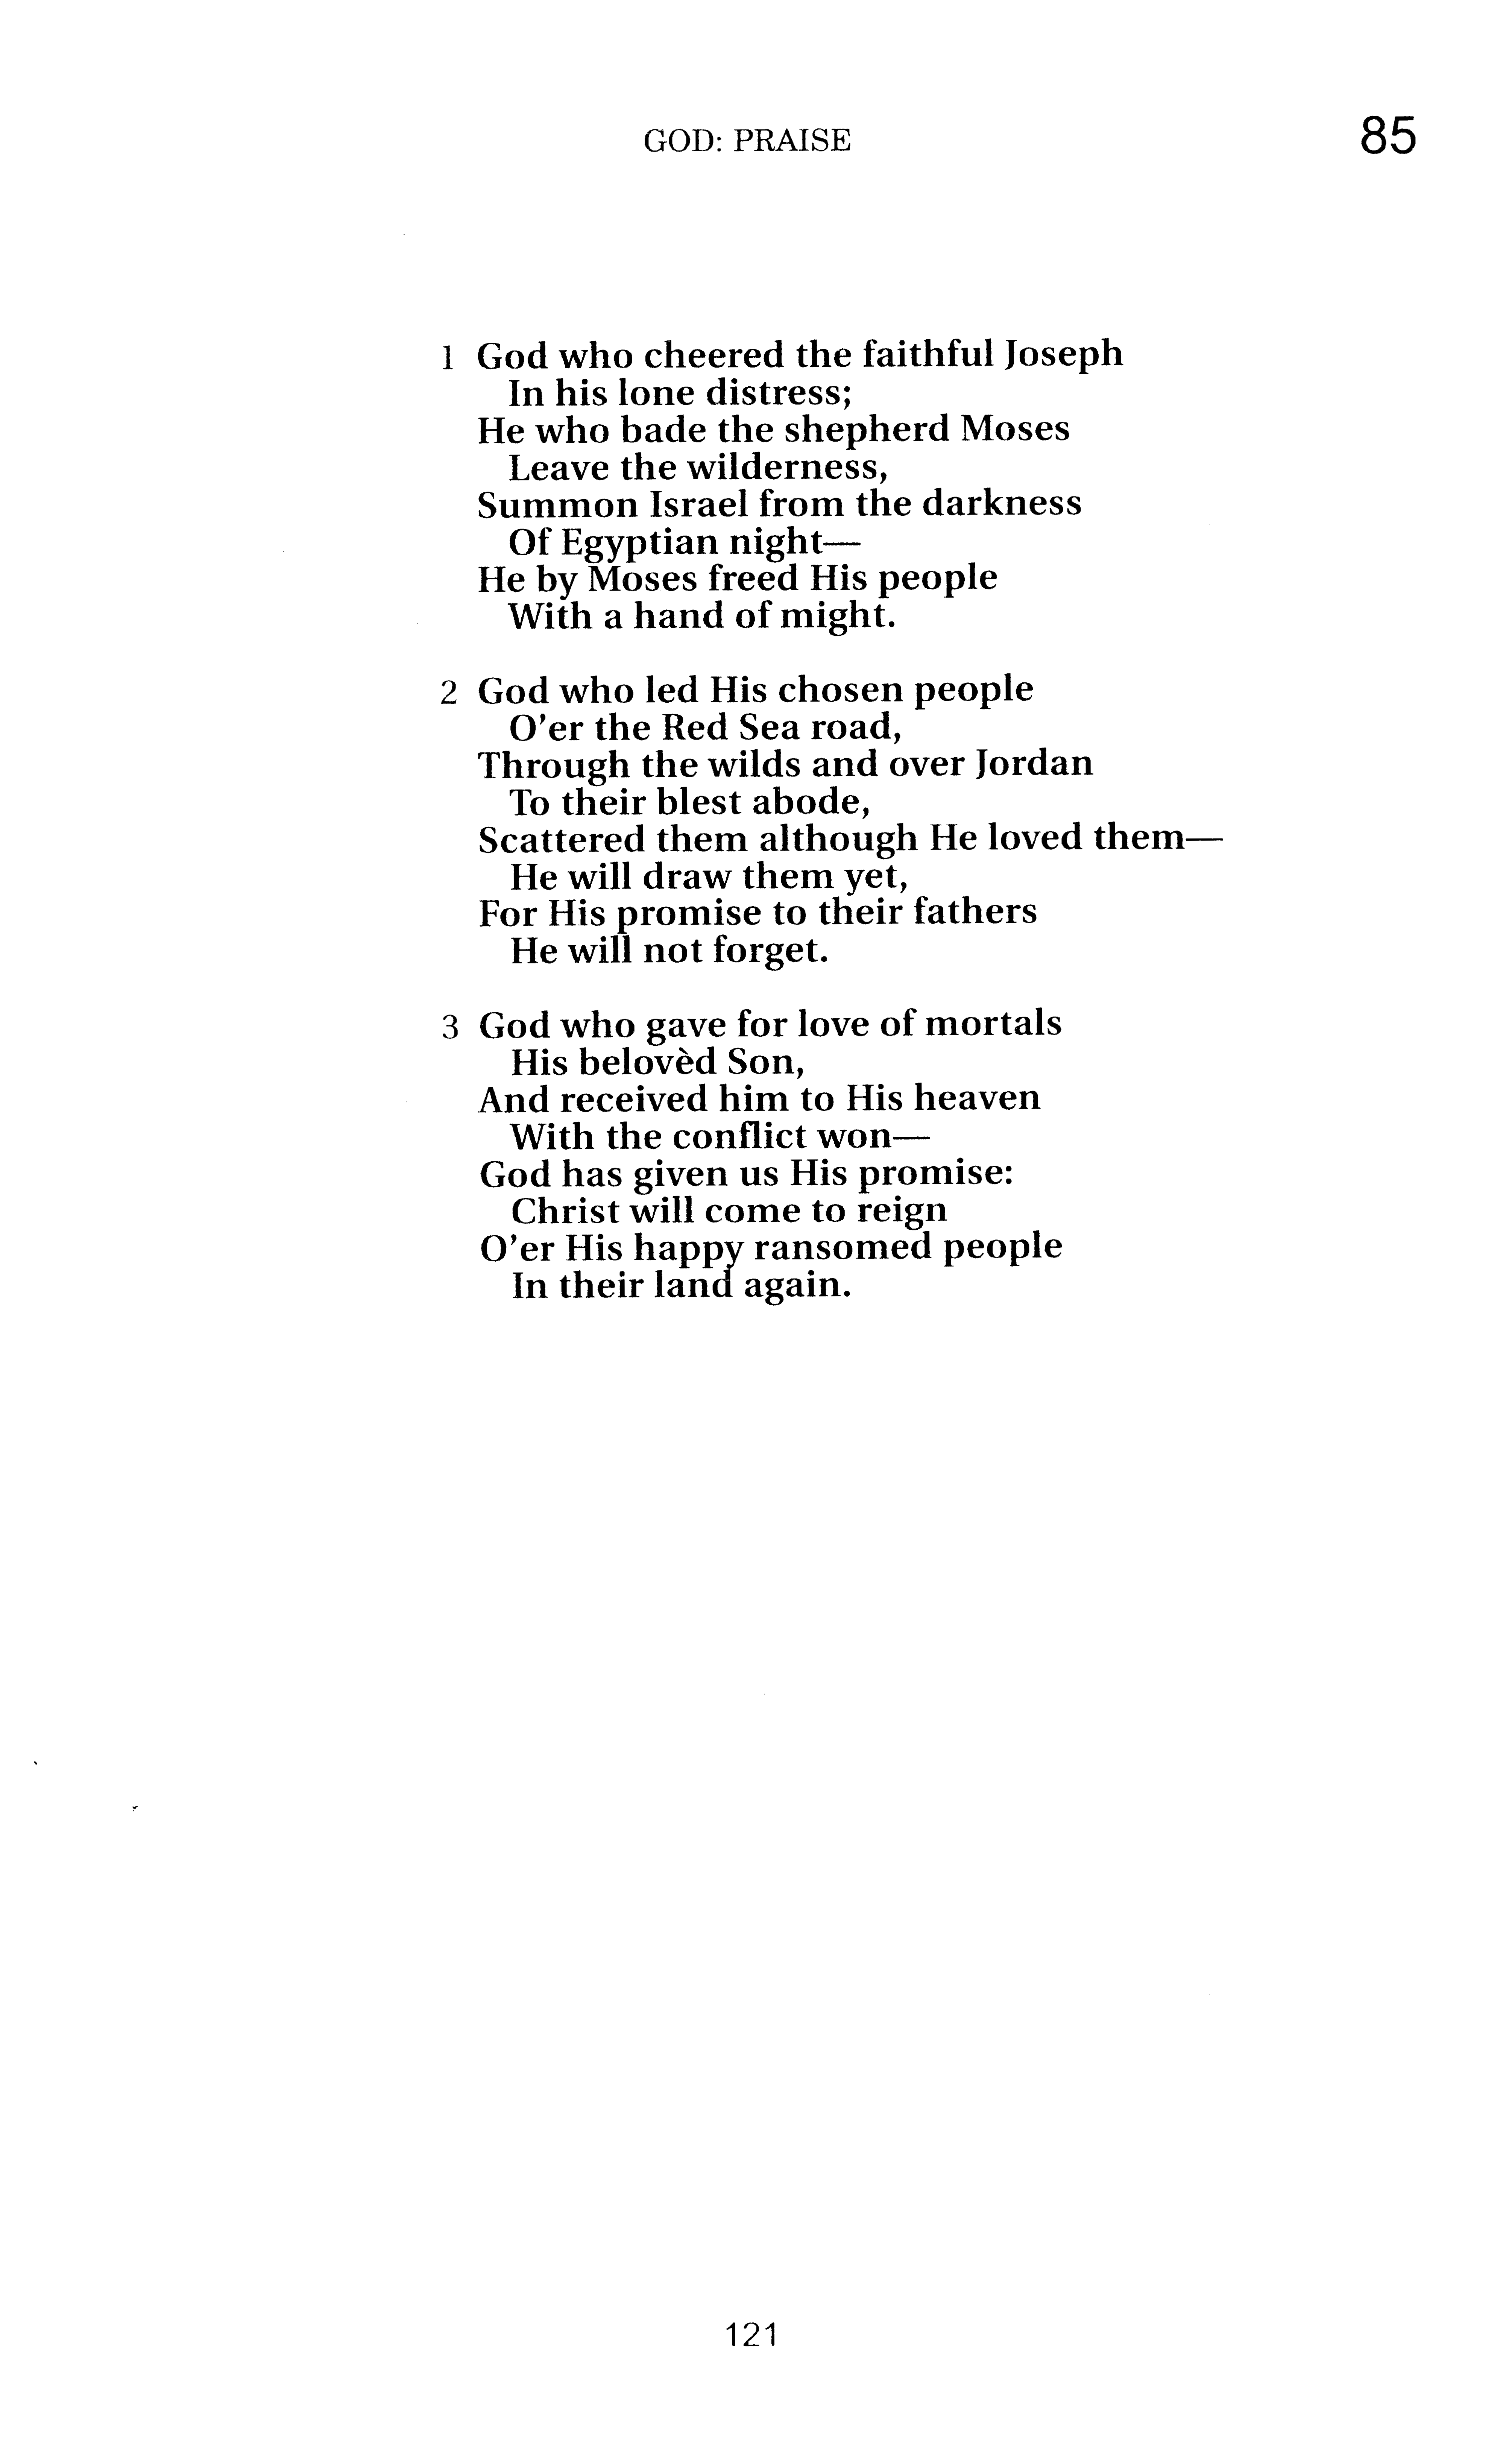 GOD: PRAISE 85
1 God who cheered the faithful Joseph
In his lone distress;
He who bade the shepherd Moses
Leave the wilderness,
Summon Israel from the darkness
Of Egyptian night—
He by Moses freed His people
With a hand of might.
2 God who led His chosen people
O'er the Red Sea road,
Through the wilds and over Jordan
To their blest abode,
Scattered them although He loved them—
He will draw them yet,
For His promise to their fathers
He will not forget.
3 God who gave for love of mortals
His belovèd Son,
And received him to His heaven
With the conflict won—
God has given us His promise:
Christ will come to reign
O'er His happy ransomed people
In their land again.
121